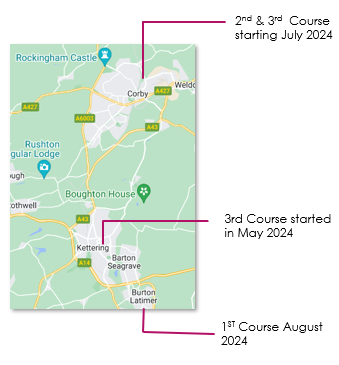 2nd & 3rd Course
starting July 2024
Rockingham Castle
Corby
Weldo
A427
A427
A6003
A43
Rushton
gular Lodge
ough
Boughton House
othwell
A43
3rd Course started
in May 2024
Kettering
Barton
Seagrave
A14
Burton
Latimer
1ST Course August
2024